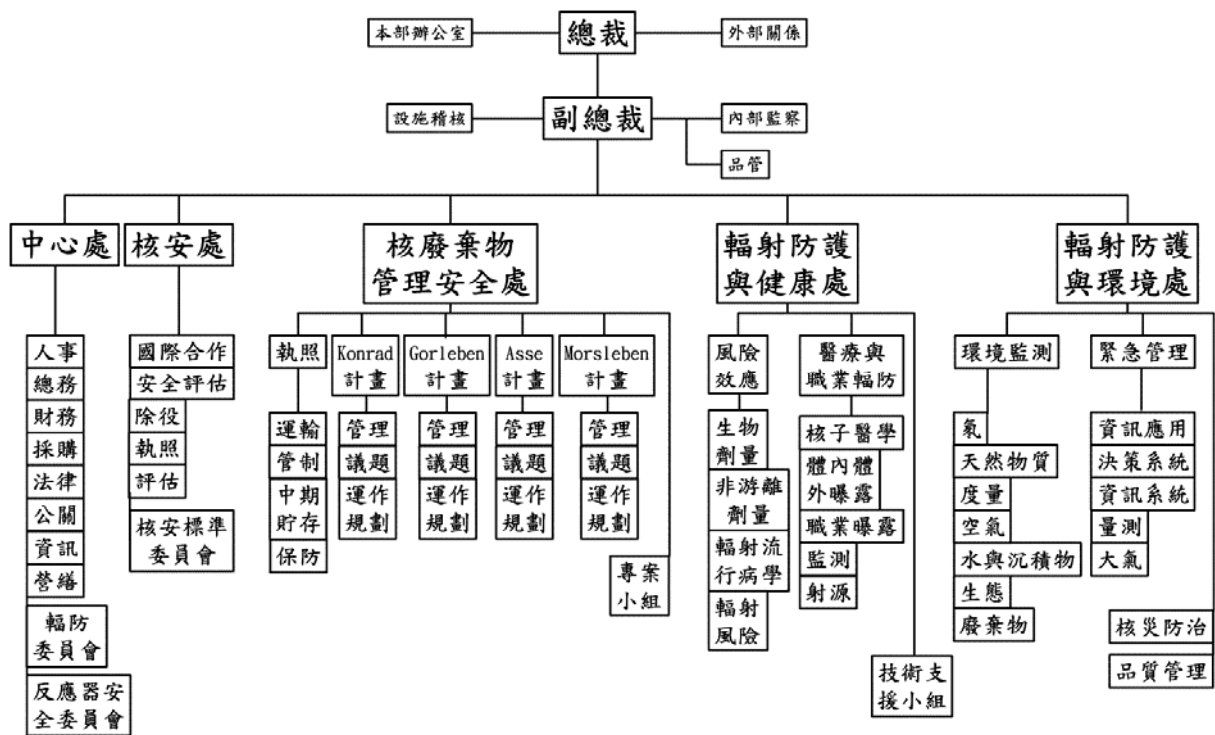 本部辦公室
總裁
外部關係
設施稽核
副總裁
內部監察
品管
中心處
核安處
核廢棄物
管理安全處
輻射防護
與健康處
輻射防護
與環境處
人事
總務
財務
採購
法律
公關
資訊
營繕
輻防
委員會
反應器安
全委員會
國際合作
安全評估
除役
執照
評估
核安標準
委員會
執照
運輸
管制
中期
貯存
保防
Konrad
計畫
管理
議題
運作
規劃
Gorleben
計畫
管理
議題
運作
規劃
Asse
計畫
管理
議題
運作
規劃
Morsleben
計畫
管理
議題
運作
規劃
專案
小組
風險
效應
生物
劑量
非游離
劑量
輻射流
行病學
輻射
風險
醫療與
職業輻防
核子醫學
體內體
外曝露
職業曝露
監測
射源
技術支
援小組
環境監測
氡
天然物質
度量
空氣
水與沉積物
生態
廢棄物
緊急管理
資訊應用
決策系統
資訊系統
量測
大氣
核災防治
品質管理